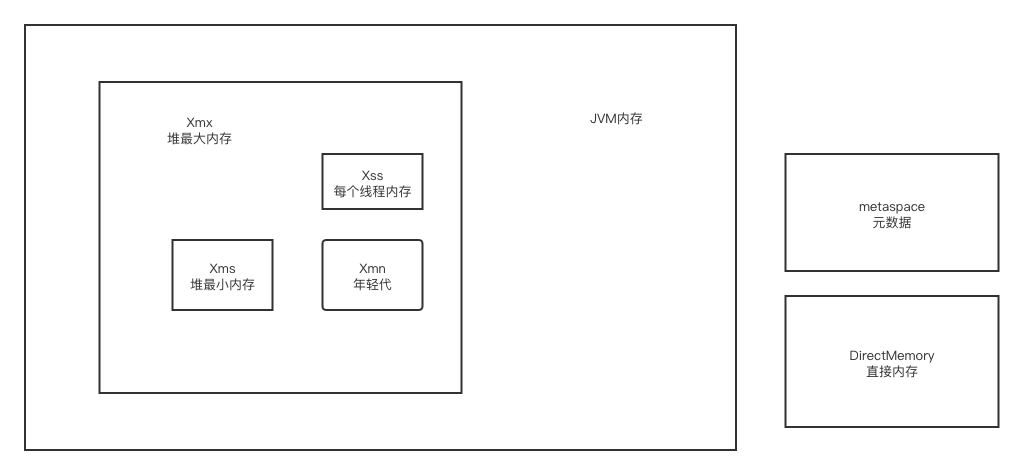 Xmx
堆最大内存
JVM内存
Xss
每个线程内存
Xms
堆最小内存
Xmn
年轻代
metaspace
元数据
DirectMemory
直接内存